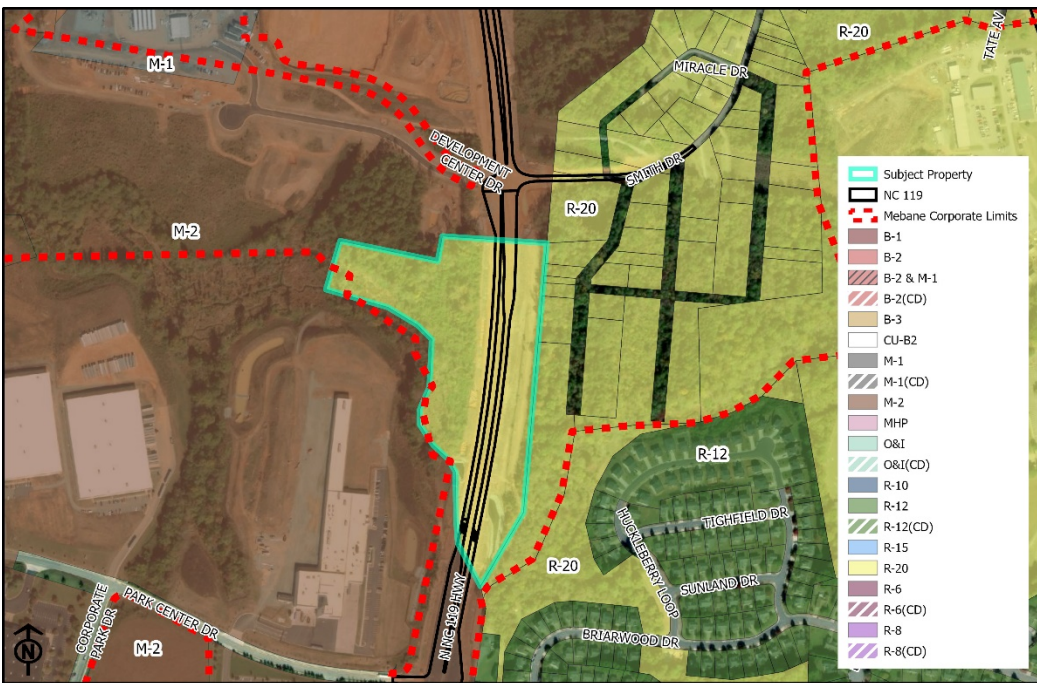 R-20
TATE AV
M-1
MIRACLE DR
DEVELOPMENT
CENTER DR
SMITH DR
R-20
M-2
Subject Property
NC 119
Mebane Corporate Limits
B-1
B-2
B-2 & M-1
B-2(CD)
B-3
CU-B2
M-1
M-1(CD)
M-2
MHP
O&I
O&I(CD)
R-10
R-12
R-12(CD)
R-15
R-20
R-6
R-6(CD)
R-8
R-8(CD)
R-12
TIGHFIELD DR
HUCKLEBERRY LOOP
SUNLAND DR
R-20
BRIARWOOD DR
N NC 119 HWY
CORPORATE
PARK DR
PARK CENTER DR
M-2
N